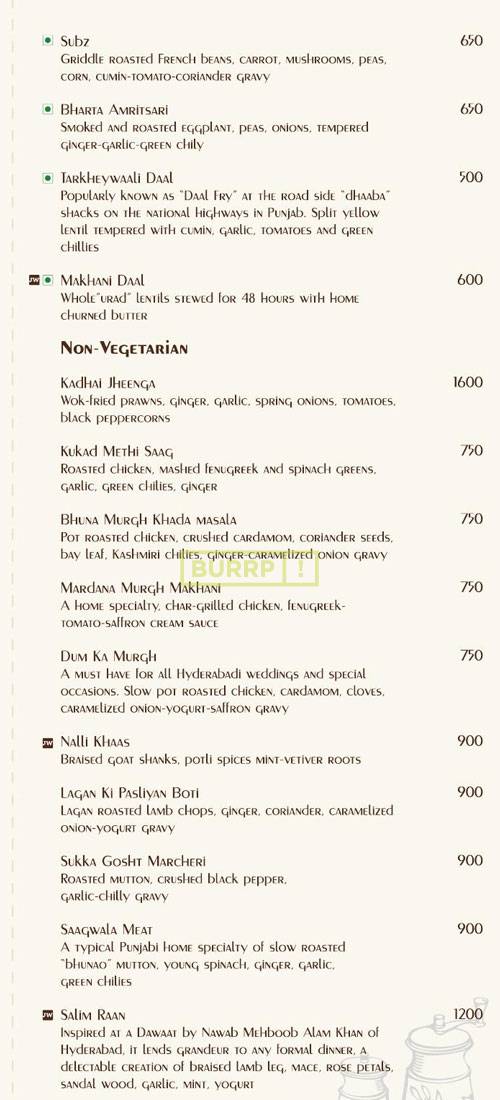 Subz 650
Griddle roasted French beans, carrot, mushrooms, peas,
corn, cumin-tomato-coriander gravy
Bharta Amritsari 650
Smoked and roasted eggplant, peas, onions, tempered
ginger-garlic-green chily
Tarkheywaali Daal 500
Popularly known as "Daal Fry" at the road side "dhaaba"
shacks on the national highways in Punjab. Split yellow
lentil tempered with cumin, garlic, tomatoes and green
chillies
JW Makhani Daal 600
Whole"urad" lentils stewed for 48 hours with home
churned butter
Non-Vegetarian
Kadhai Jheenga 1600
Wok-fried prawns, ginger, garlic, spring onions, tomatoes,
black peppercorns
Kukad Methi Saag 750
Roasted chicken, mashed fenugreek and spinach greens,
garlic, green chilies, ginger
Bhuna Murgh Khada masala 750
Pot roasted chicken, crushed cardamom, coriander seeds,
bay leaf, Kashmiri chilies, ginger-caramelized onion gravy
BURRP!
Mardana Murgh Makhani 750
A home specialty, char-grilled chicken, fenugreek-
tomato-saffron cream sauce
Dum Ka Murgh 750
A must have for all Hyderabadi weddings and special
occasions. Slow pot roasted chicken, cardamom, cloves,
caramelized onion-yogurt-saffron gravy
JW Nalli Khaas 900
Braised goat shanks, potli spices mint-vetiver roots
Lagan Ki Pasliyan Boti 900
Lagan roasted lamb chops, ginger, coriander, caramelized
onion-yogurt gravy
Sukka Gosht Marcheri 900
Roasted mutton, crushed black pepper,
garlic-chilly gravy
Saagwala Meat 900
A typical Punjabi home specialty of slow roasted
"bhunao" mutton, young spinach, ginger, garlic,
green chilies
JW Salim Raan 1200
Inspired at a Dawaat by Nawab Mehboob Alam Khan of
Hyderabad, it lends grandeur to any formal dinner, a
delectable creation of braised lamb leg, mace, rose petals,
sandal wood, garlic, mint, yogurt